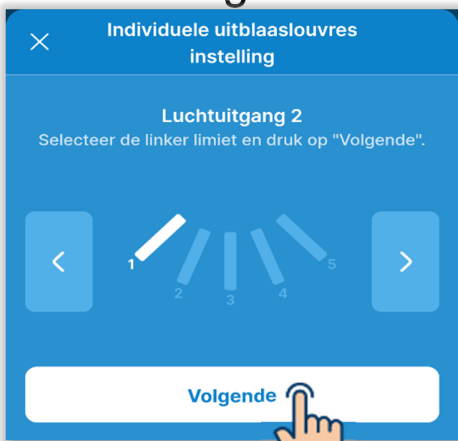 Individuele uitblaaslouvres
instelling
Luchtuitgang 2
Selecteer de linker limiet en druk op "Volgende".
1
2
3
4
5
Volgende